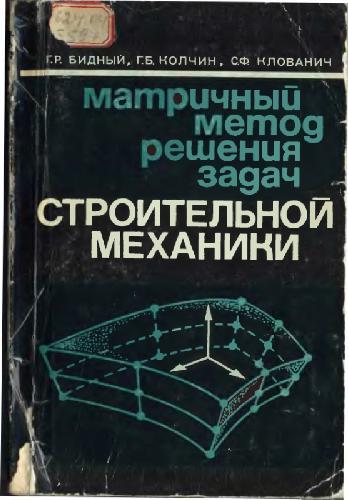 Г.Р. БИДНЫЙ, Г.Б. КОЛЧИН, С.Ф. КЛОВАНИЧ
матричный
метод
решения
задач
СТРОИТЕЛЬНОЙ
МЕХАНИКИ